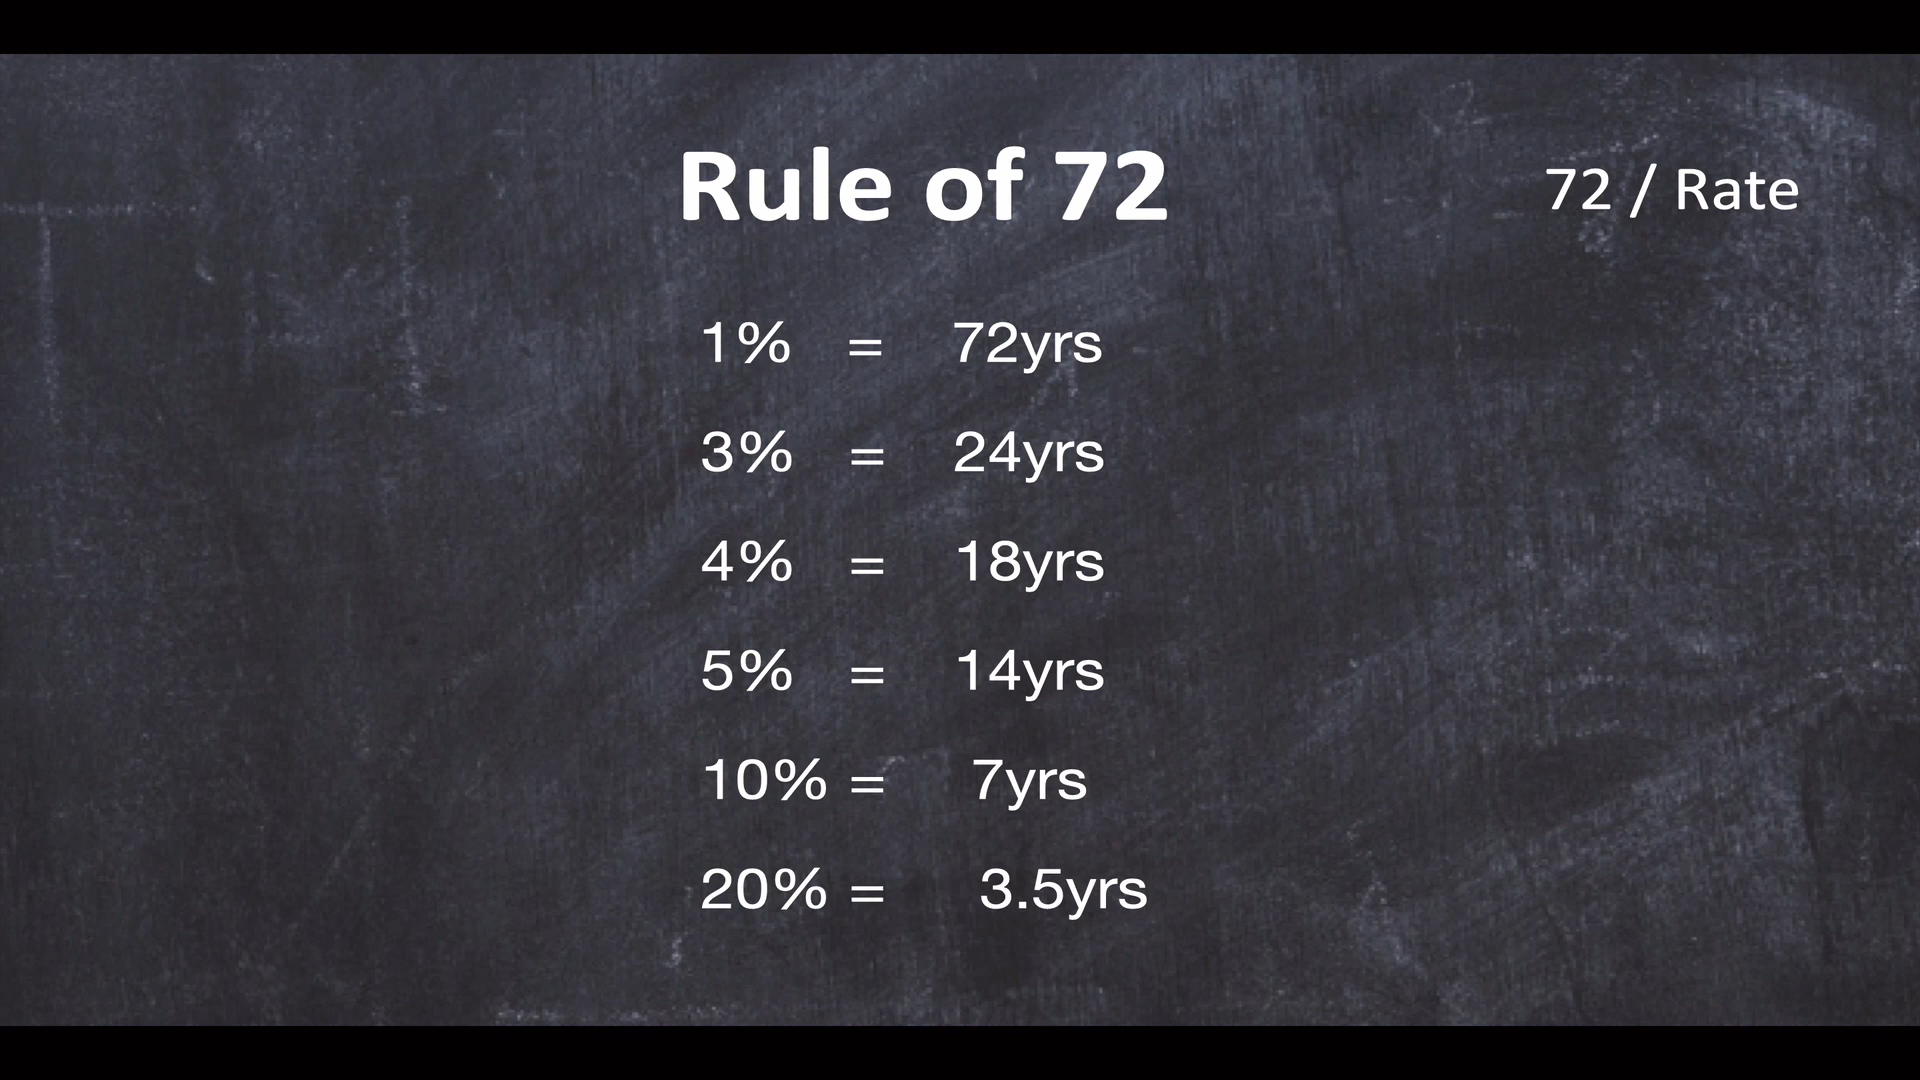 Rule of 72
72 / Rate
1% = 72yrs
3% = 24yrs
4% = 18yrs
5% = 14yrs
10% = 7yrs
20% = 3.5yrs